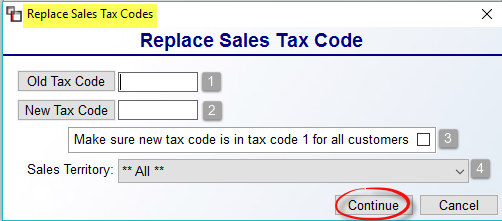 Replace Sales Tax Codes
Replace Sales Tax Code
Old Tax Code 1
New Tax Code 2
Make sure new tax code is in tax code 1 for all customers 3
Sales Territory: ** All ** 4
Continue Cancel